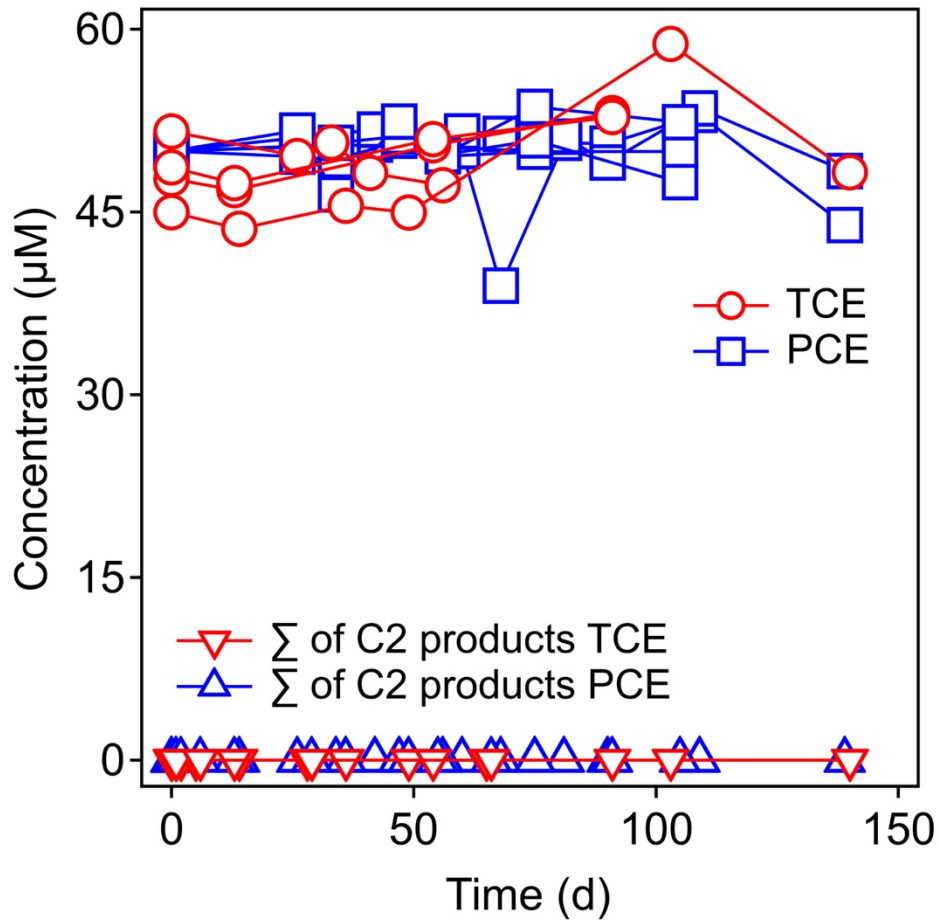 60
45
30
15
0
Concentration (µM)
TCE
PCE
∑ of C2 products TCE
∑ of C2 products PCE
0
50
100
150
Time (d)